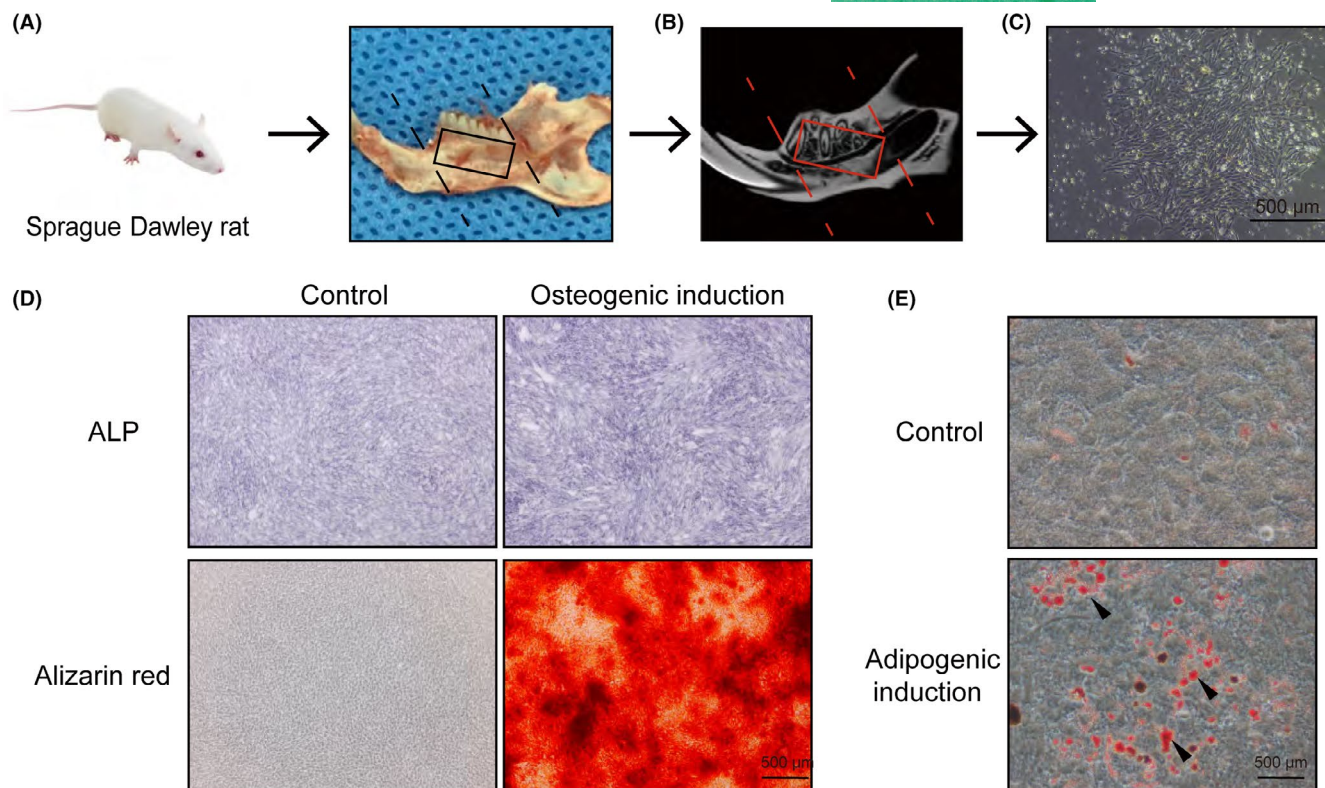 (A)
(B)
(C)
Sprague Dawley rat
500 µm
(D)
Control
Osteogenic induction
(E)
ALP
Control
Alizarin red
500 µm
Adipogenic
induction
500 µm